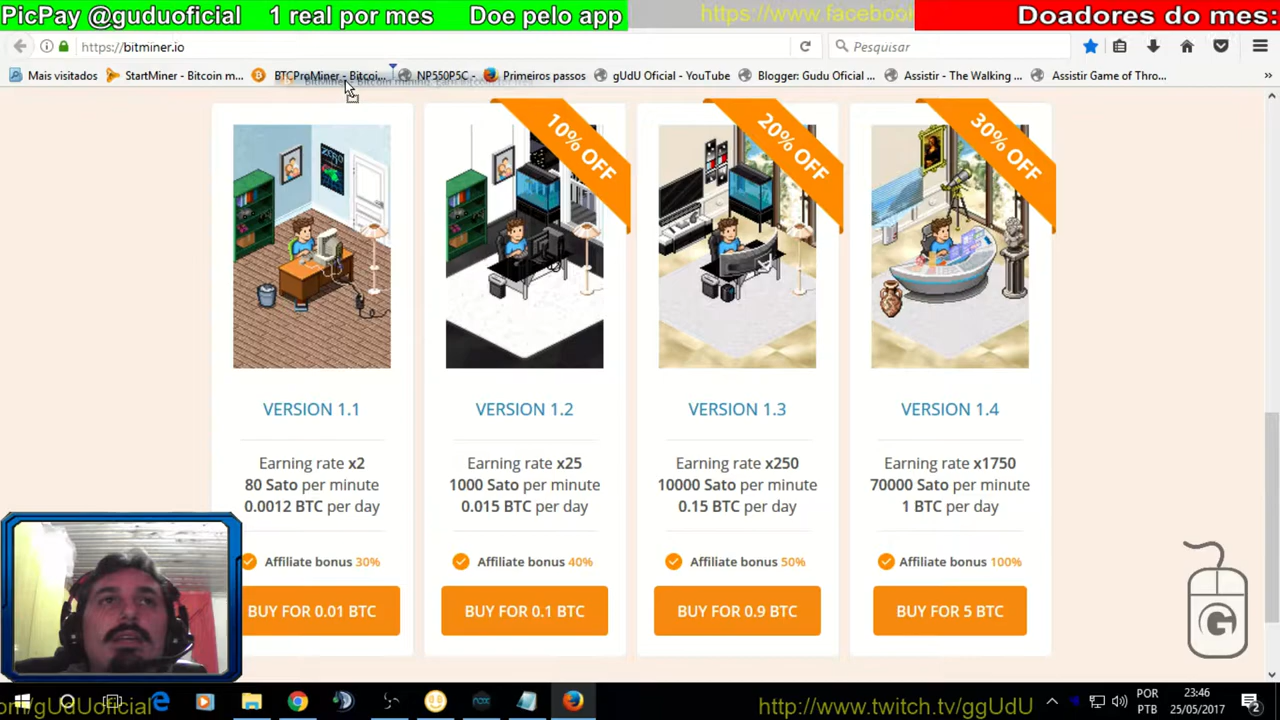 PicPay @guduoficial 1 real por mes Doe pelo app
https://www.facebook
Doadores do mes:
https://bitminer.io
Pesquisar
Mais visitados
StartMiner - Bitcoin m...
BTCProMiner - Bitcoi...
NP550P5C -
Primeiros passos
gUdU Oficial - YouTube
Blogger: Gudu Oficial ...
Assistir - The Walking ...
Assistir Game of Thro...
10% OFF
20% OFF
30% OFF
VERSION 1.1
Earning rate x2
80 Sato per minute
0.0012 BTC per day
Affiliate bonus 30%
BUY FOR 0.01 BTC
VERSION 1.2
Earning rate x25
1000 Sato per minute
0.015 BTC per day
Affiliate bonus 40%
BUY FOR 0.1 BTC
VERSION 1.3
Earning rate x250
10000 Sato per minute
0.15 BTC per day
Affiliate bonus 50%
BUY FOR 0.9 BTC
VERSION 1.4
Earning rate x1750
70000 Sato per minute
1 BTC per day
Affiliate bonus 100%
BUY FOR 5 BTC
G
com/gUdUoficial
nox
http://www.twitch.tv/ggUdU
POR
PTB
23:46
25/05/2017
2